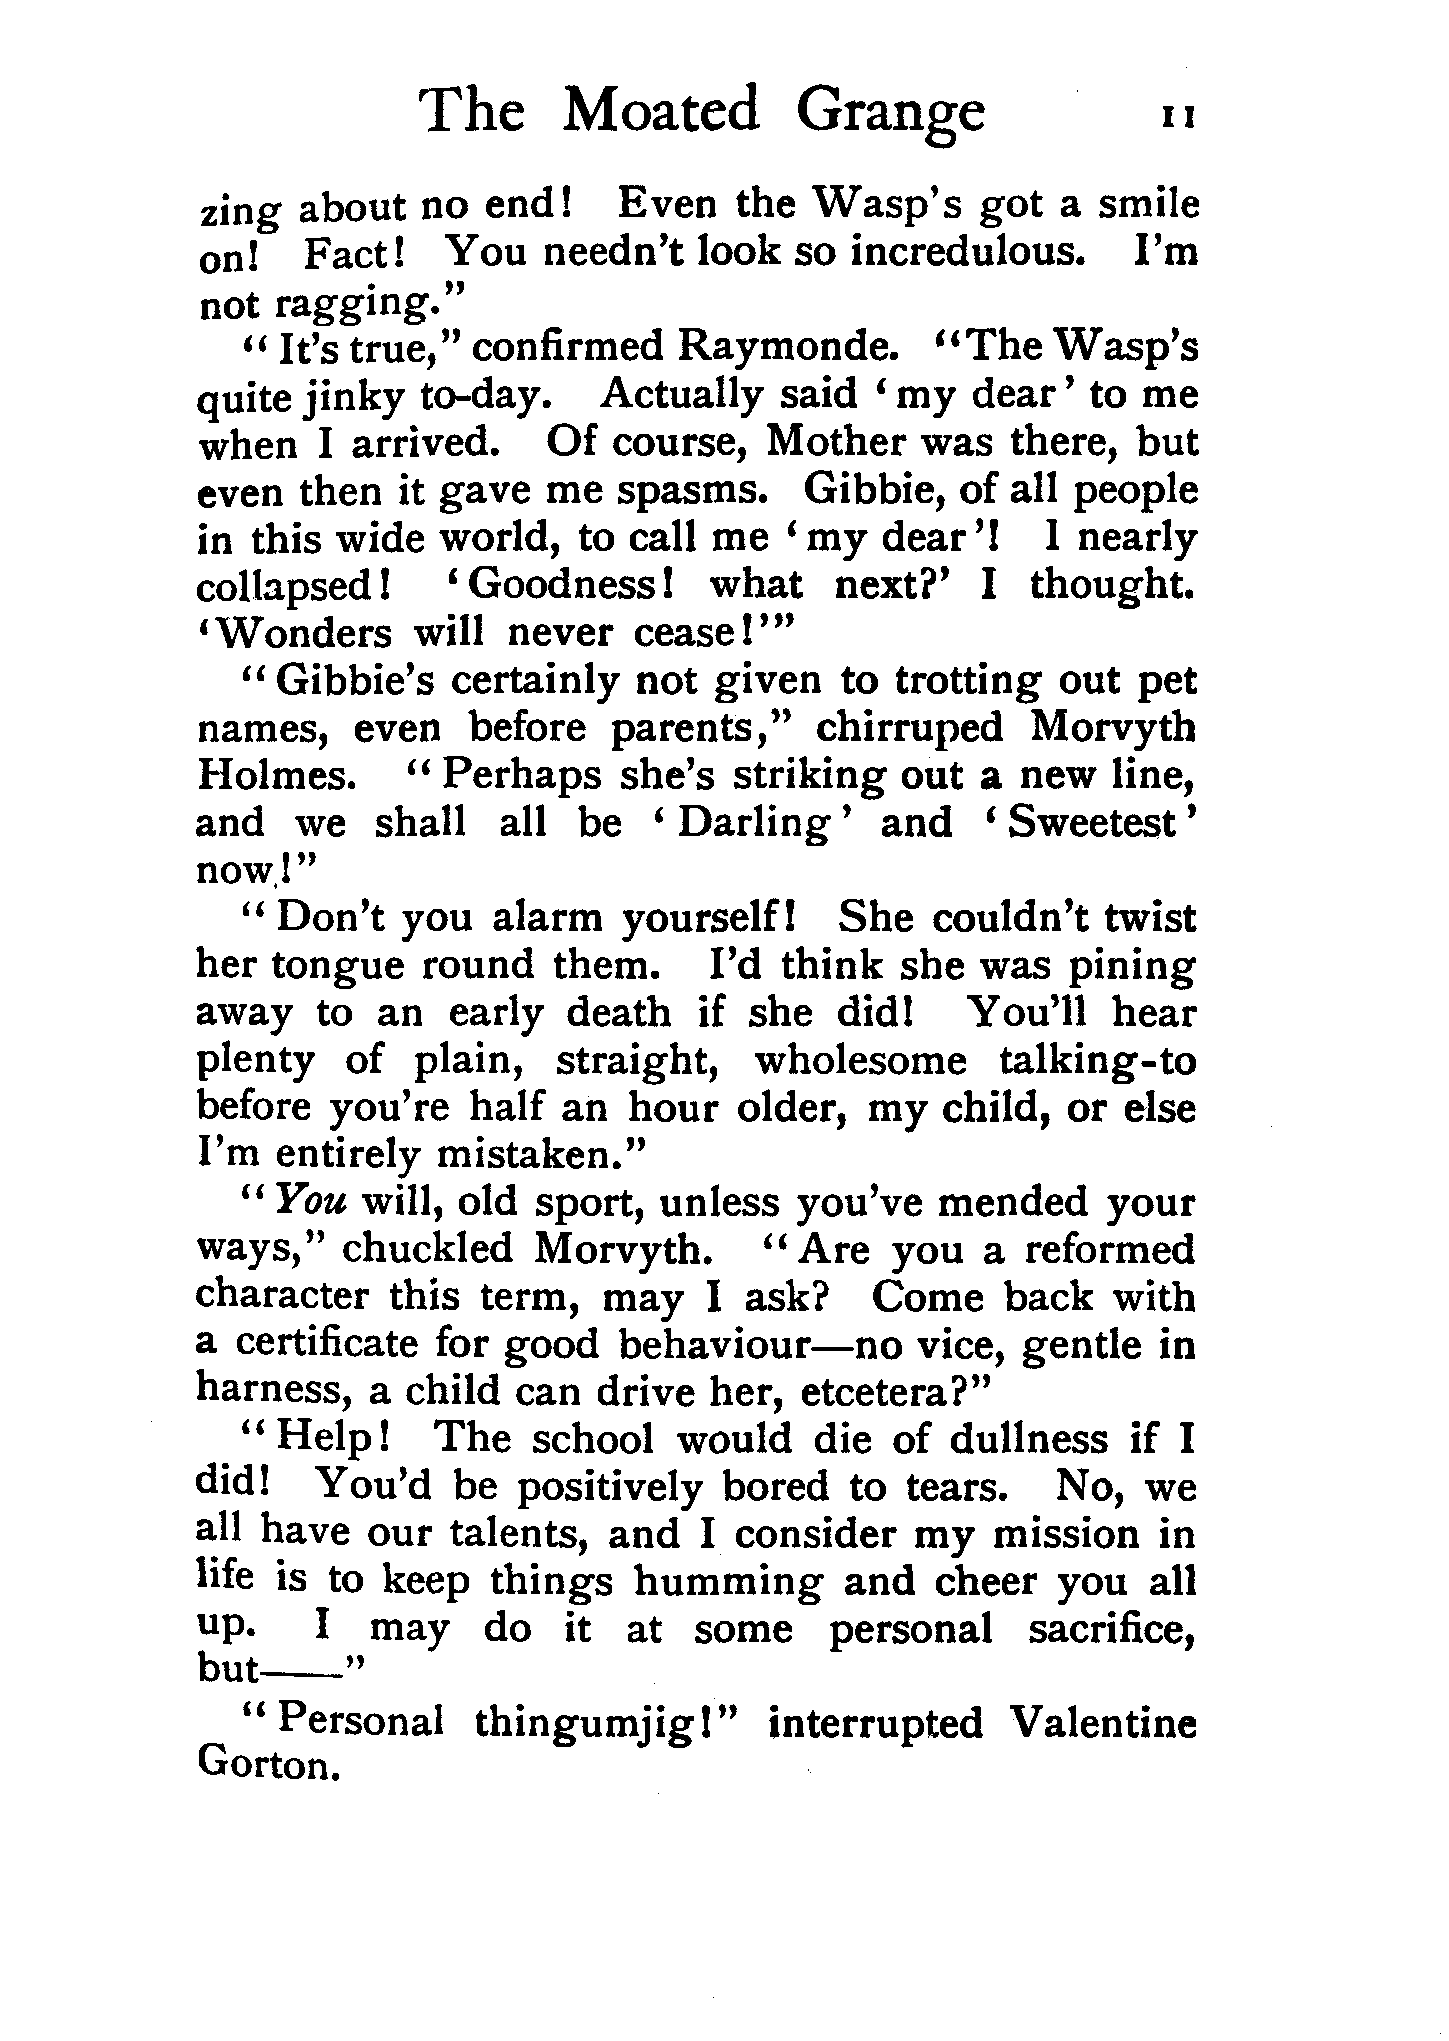 The Moated Grange 11
zing about no end! Even the Wasp's got a smile
on! Fact! You needn't look so incredulous. I'm
not ragging."
"It's true," confirmed Raymonde. "The Wasp's
quite jinky to-day. Actually said 'my dear' to me
when I arrived. Of course, Mother was there, but
even then it gave me spasms. Gibbie, of all people
in this wide world, to call me 'my dear'! I nearly
collapsed! 'Goodness! what next?' I thought.
'Wonders will never cease!'"
"Gibbie's certainly not given to trotting out pet
names, even before parents," chirruped Morvyth
Holmes. "Perhaps she's striking out a new line,
and we shall all be 'Darling' and 'Sweetest'
now!"
"Don't you alarm yourself! She couldn't twist
her tongue round them. I'd think she was pining
away to an early death if she did! You'll hear
plenty of plain, straight, wholesome talking-to
before you're half an hour older, my child, or else
I'm entirely mistaken."
"You will, old sport, unless you've mended your
ways," chuckled Morvyth. "Are you a reformed
character this term, may I ask? Come back with
a certificate for good behaviour—no vice, gentle in
harness, a child can drive her, etcetera?"
"Help! The school would die of dullness if I
did! You'd be positively bored to tears. No, we
all have our talents, and I consider my mission in
life is to keep things humming and cheer you all
up. I may do it at some personal sacrifice,
but——"
"Personal thingumjig!" interrupted Valentine
Gorton.